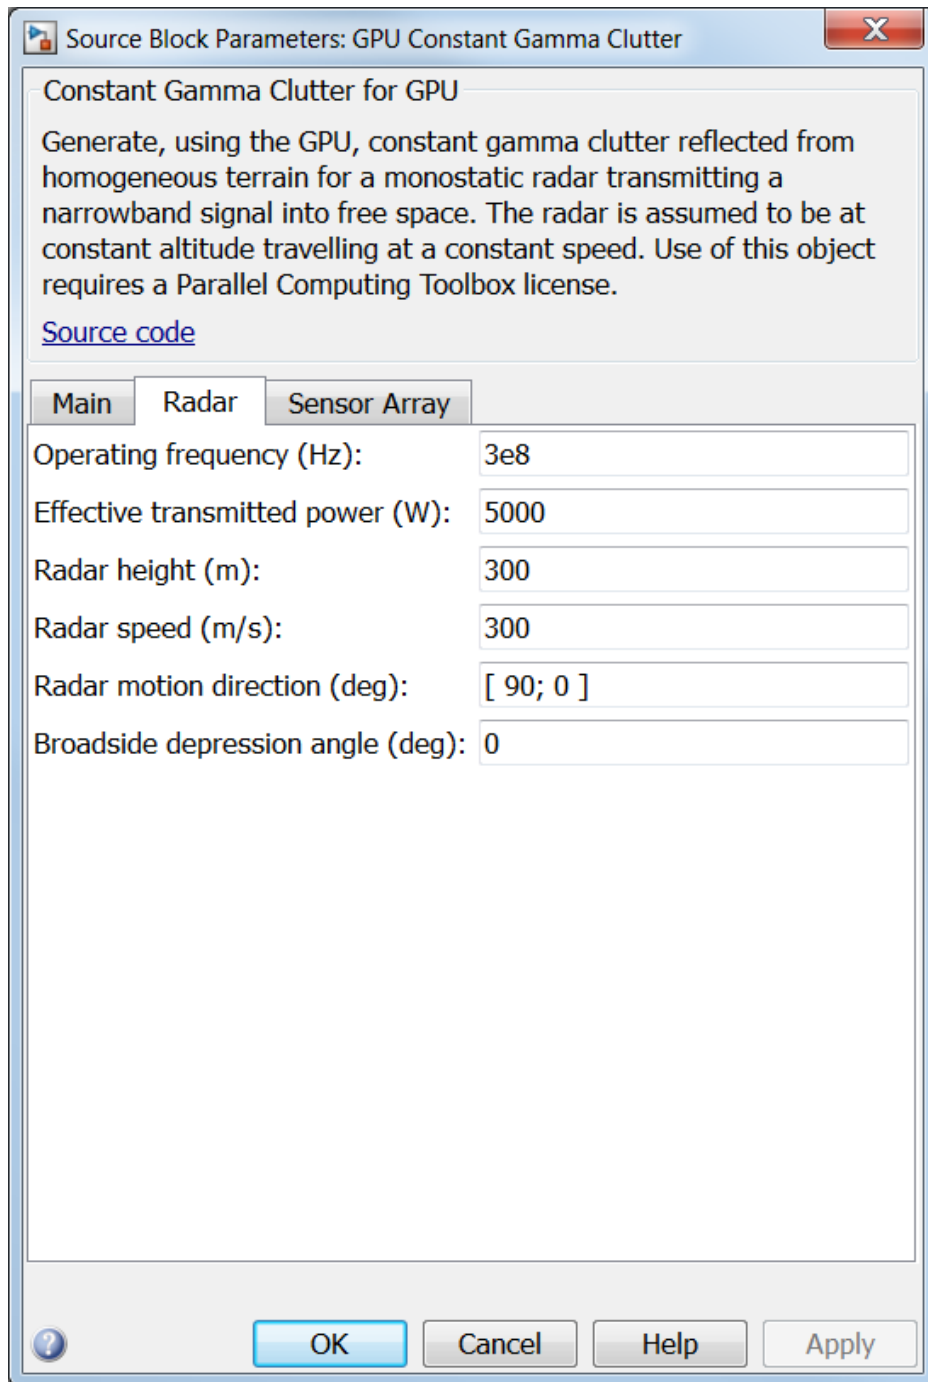 Source Block Parameters: GPU Constant Gamma Clutter
X
Constant Gamma Clutter for GPU
Generate, using the GPU, constant gamma clutter reflected from
homogeneous terrain for a monostatic radar transmitting a
narrowband signal into free space. The radar is assumed to be at
constant altitude travelling at a constant speed. Use of this object
requires a Parallel Computing Toolbox license.
Source code
Main Radar Sensor Array
Operating frequency (Hz): 3e8
Effective transmitted power (W): 5000
Radar height (m): 300
Radar speed (m/s): 300
Radar motion direction (deg): [ 90; 0 ]
Broadside depression angle (deg): 0
? OK Cancel Help Apply